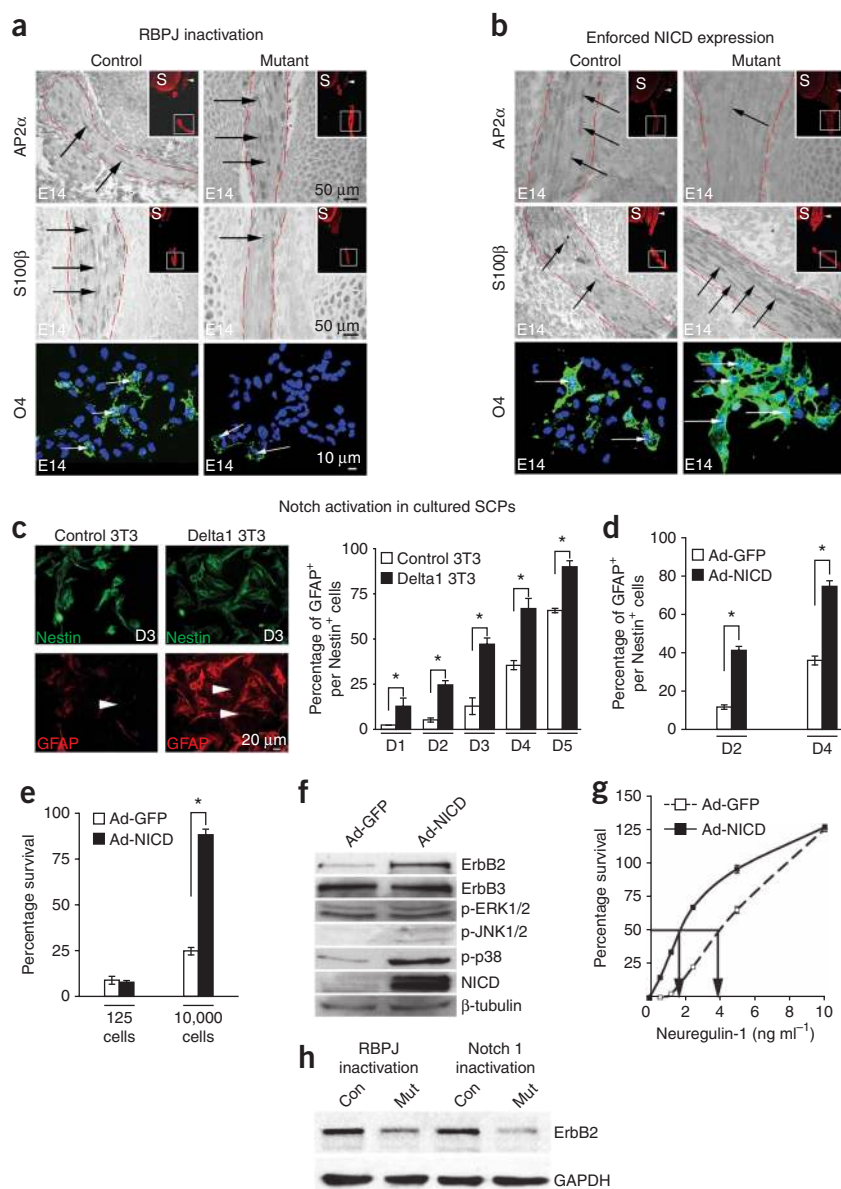 a
RBPJ inactivation
Control
Mutant
AP2α
S
S
E14
E14
50 μm
S100β
S
S
E14
E14
50 μm
O4
E14
E14
10 μm
b
Enforced NICD expression
Control
Mutant
AP2α
S
S
E14
E14
S100β
S
S
E14
E14
O4
E14
E14
Notch activation in cultured SCPs
c
Control 3T3
Delta1 3T3
Nestin
D3
Nestin
D3
GFAP
GFAP
20 μm
Percentage of GFAP+
per Nestin+ cells
100
75
50
25
0
Control 3T3
Delta1 3T3
*
*
*
*
*
D1
D2
D3
D4
D5
d
Percentage of GFAP+
per Nestin+ cells
100
80
60
40
20
0
Ad-GFP
Ad-NICD
*
*
D2
D4
e
Percentage survival
100
75
50
25
0
Ad-GFP
Ad-NICD
*
125
cells
10,000
cells
f
Ad-GFP
Ad-NICD
ErbB2
ErbB3
p-ERK1/2
p-JNK1/2
p-p38
NICD
β-tubulin
g
Percentage survival
150
125
100
75
50
25
0
Ad-GFP
Ad-NICD
0
2
4
6
8
10
Neuregulin-1 (ng ml−1)
h
RBPJ
inactivation
Notch 1
inactivation
Con
Mut
Con
Mut
ErbB2
GAPDH